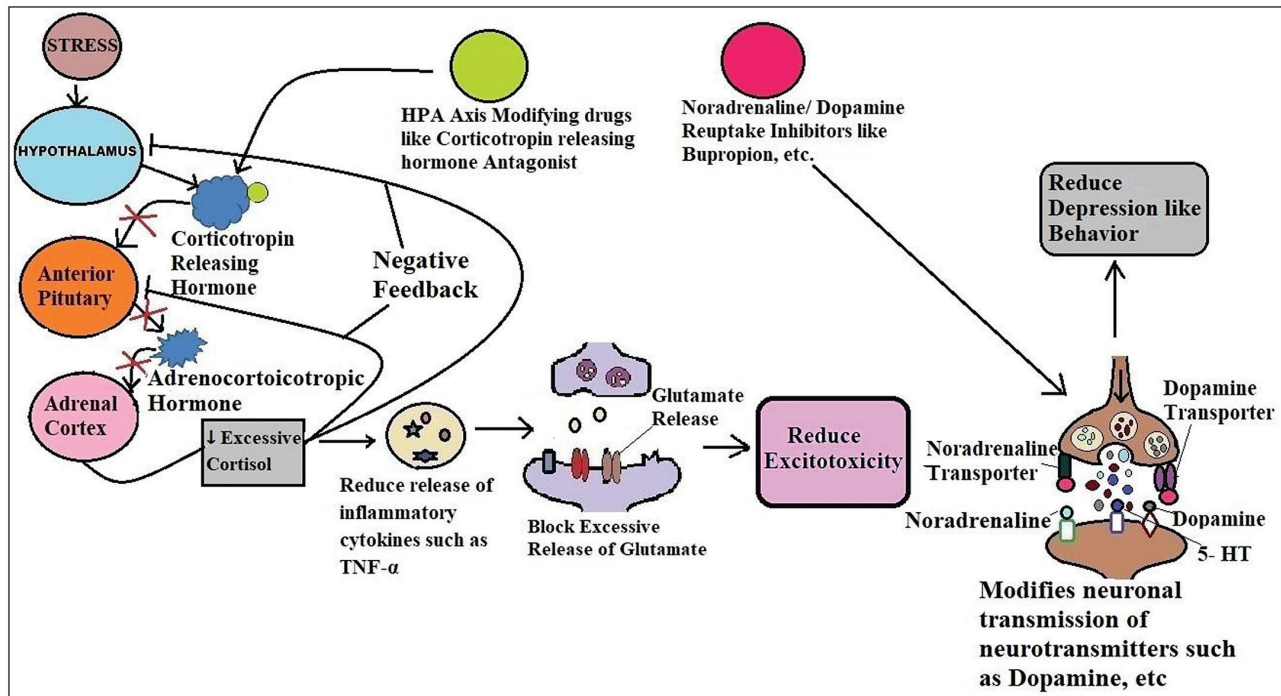 STRESS
HYPOTHALAMUS
HPA Axis Modifying drugs
like Corticotropin releasing
hormone Antagonist
Noradrenaline/ Dopamine
Reuptake Inhibitors like
Bupropion, etc.
Corticotropin
Releasing
Hormone
Anterior
Pitutary
Negative
Feedback
Adrenocortoicotropic
Hormone
Adrenal
Cortex
↓ Excessive
Cortisol
Reduce release of
inflammatory
cytokines such as
TNF-α
Glutamate
Release
Block Excessive
Release of Glutamate
Reduce
Excitotoxicity
Reduce
Depression like
Behavior
Dopamine
Transporter
Noradrenaline
Transporter
Noradrenaline
Dopamine
5- HT
Modifies neuronal
transmission of
neurotransmitters such
as Dopamine, etc